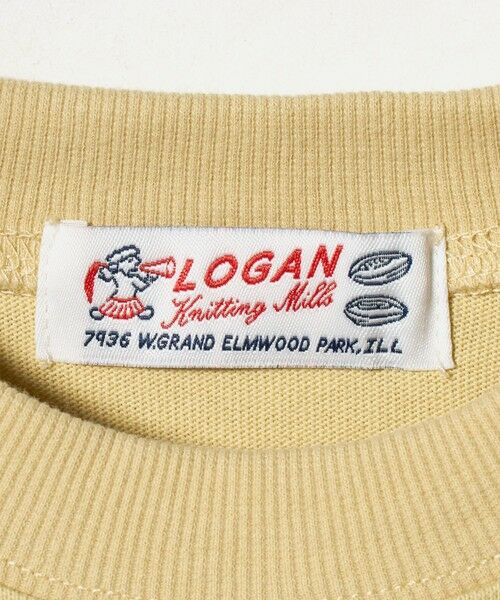 LOGAN
Knitting Mills
7936 W.GRAND ELMWOOD PARK, ILL